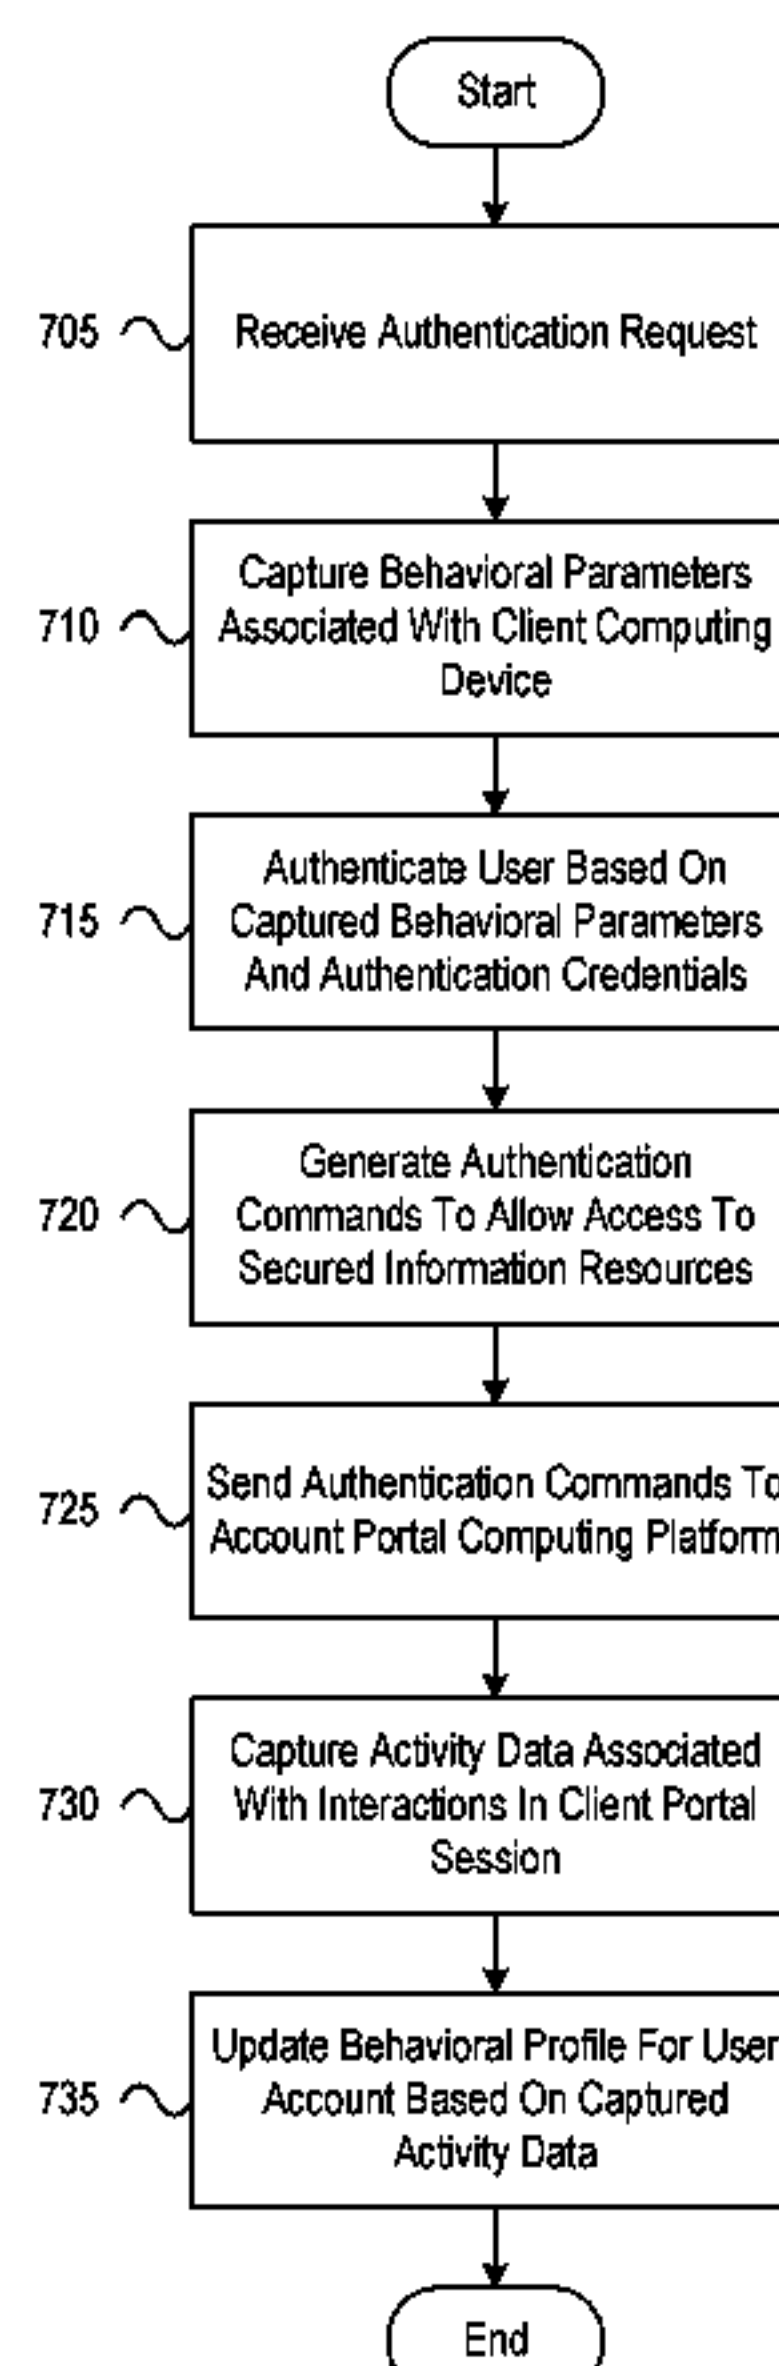 Start
705
Receive Authentication Request
710
Capture Behavioral Parameters
Associated With Client Computing
Device
715
Authenticate User Based On
Captured Behavioral Parameters
And Authentication Credentials
720
Generate Authentication
Commands To Allow Access To
Secured Information Resources
725
Send Authentication Commands To
Account Portal Computing Platform
730
Capture Activity Data Associated
With Interactions In Client Portal
Session
735
Update Behavioral Profile For User
Account Based On Captured
Activity Data
End